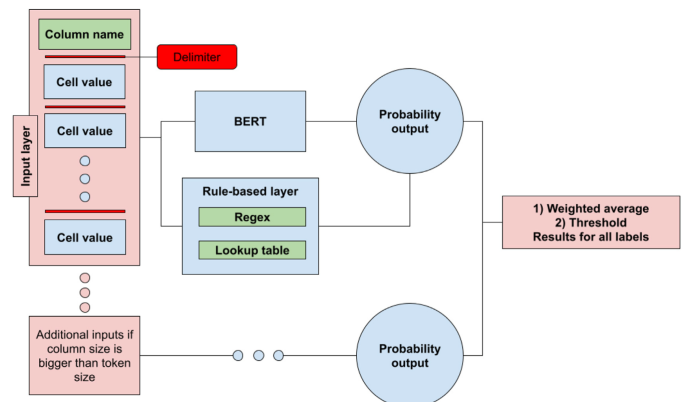 Column name
Delimiter
Cell value
Cell value
Input layer
Cell value
BERT
Probability
output
Rule-based layer
Regex
Lookup table
1) Weighted average
2) Threshold
Results for all labels
Additional inputs if
column size is
bigger than token
size
Probability
output